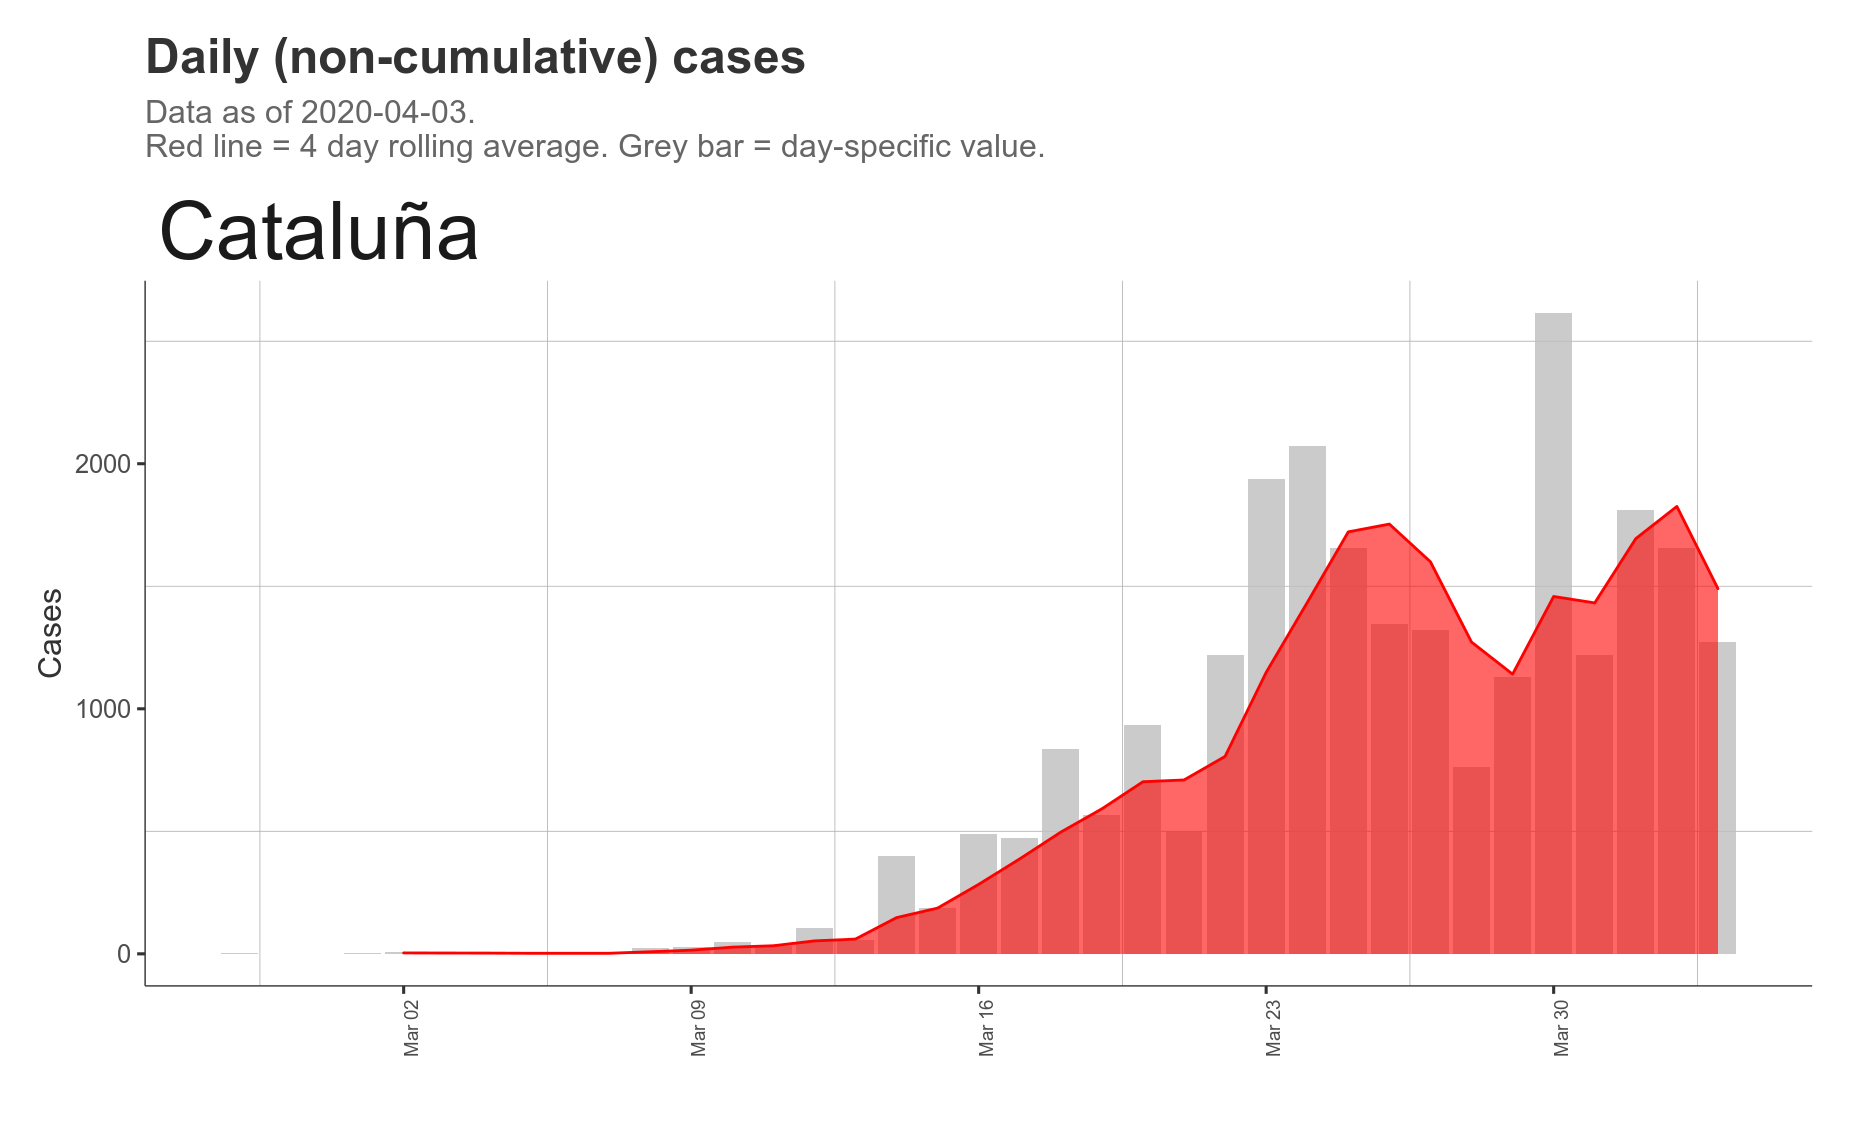 Daily (non-cumulative) cases
Data as of 2020-04-03.
Red line = 4 day rolling average. Grey bar = day-specific value.
Cataluña
Cases
2000
1000
0
Mar 02
Mar 09
Mar 16
Mar 23
Mar 30